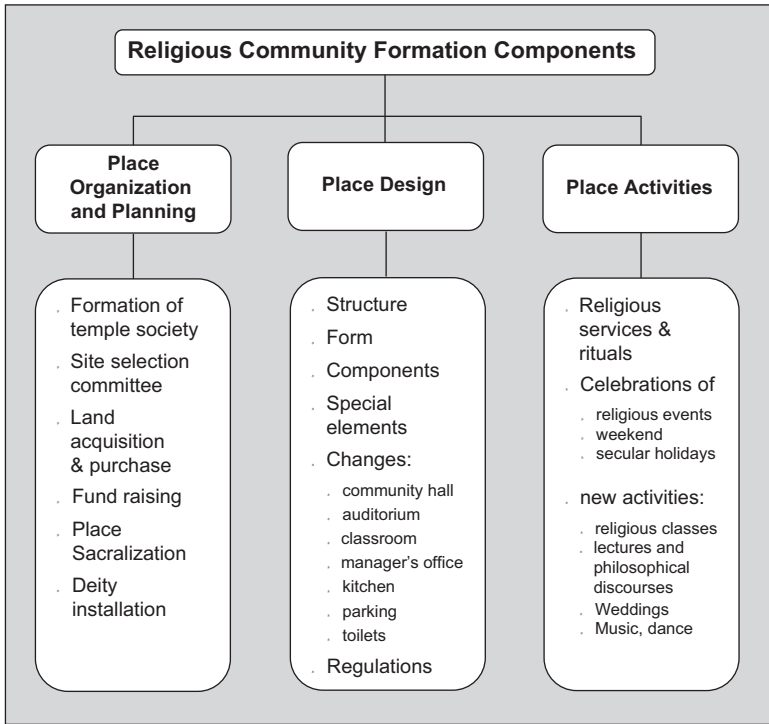 Religious Community Formation Components
Place
Organization
and Planning
Place Design
Place Activities
. Formation of
temple society
. Site selection
committee
. Land
acquisition
& purchase
. Fund raising
. Place
Sacralization
. Deity
installation
. Structure
. Form
. Components
. Special
elements
. Changes:
. community hall
. auditorium
. classroom
. manager's office
. kitchen
. parking
. toilets
. Regulations
. Religious
services &
rituals
. Celebrations of
. religious events
. weekend
. secular holidays
. new activities:
. religious classes
. lectures and
philosophical
discourses
. Weddings
. Music, dance